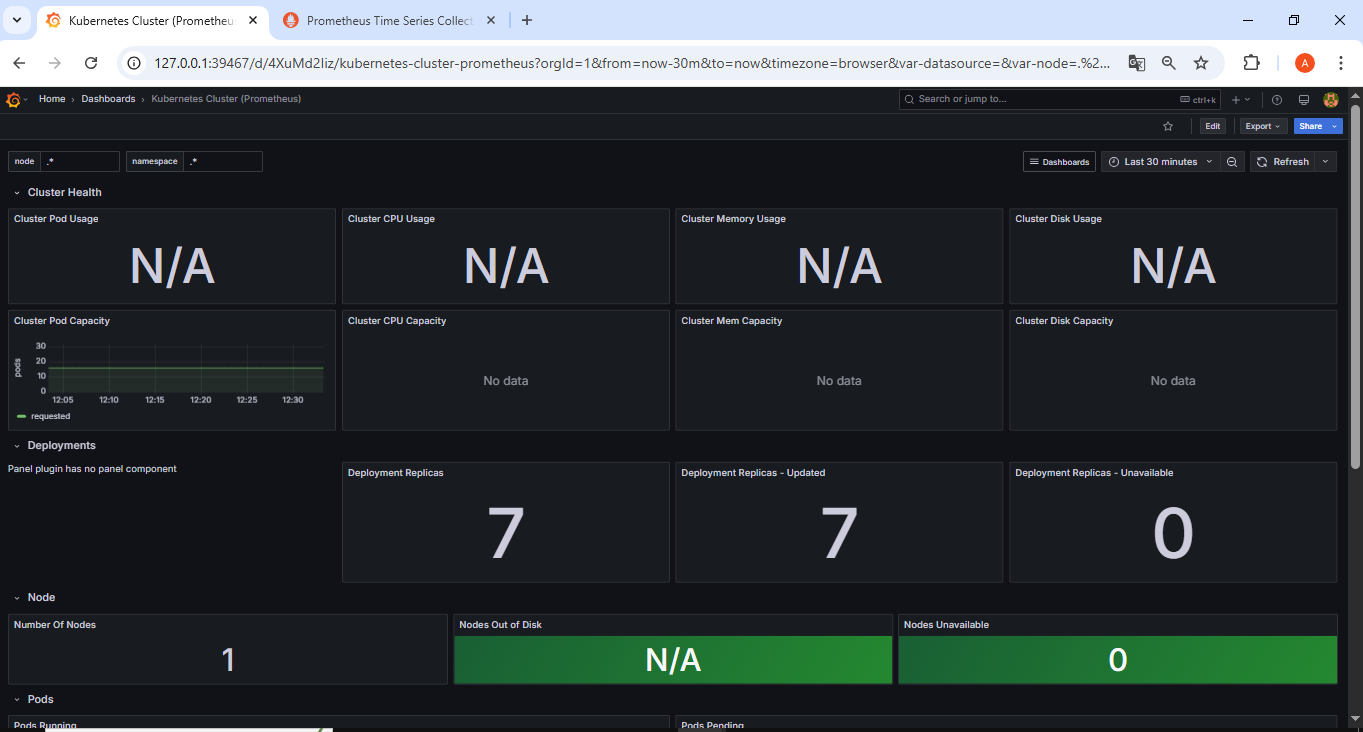 Kubernetes Cluster (Prometheus
Prometheus Time Series Collect
127.0.0.1:39467/d/4XuMd2Iiz/kubernetes-cluster-prometheus?orgId=1&from=now-30m&to=now&timezone=browser&var-datasource=&var-node=.%2...
A
Home › Dashboards › Kubernetes Cluster (Prometheus)
Search or jump to...
ctrl+k
Edit
Export
Share
node .*
namespace .*
Dashboards
Last 30 minutes
Refresh
Cluster Health
Cluster Pod Usage
N/A
Cluster CPU Usage
N/A
Cluster Memory Usage
N/A
Cluster Disk Usage
N/A
Cluster Pod Capacity
pods
30
20
10
0
12:05 12:10 12:15 12:20 12:25 12:30
requested
Cluster CPU Capacity
No data
Cluster Mem Capacity
No data
Cluster Disk Capacity
No data
Deployments
Panel plugin has no panel component
Deployment Replicas
7
Deployment Replicas - Updated
7
Deployment Replicas - Unavailable
0
Node
Number Of Nodes
1
Nodes Out of Disk
N/A
Nodes Unavailable
0
Pods
Pods Running
Pods Pending